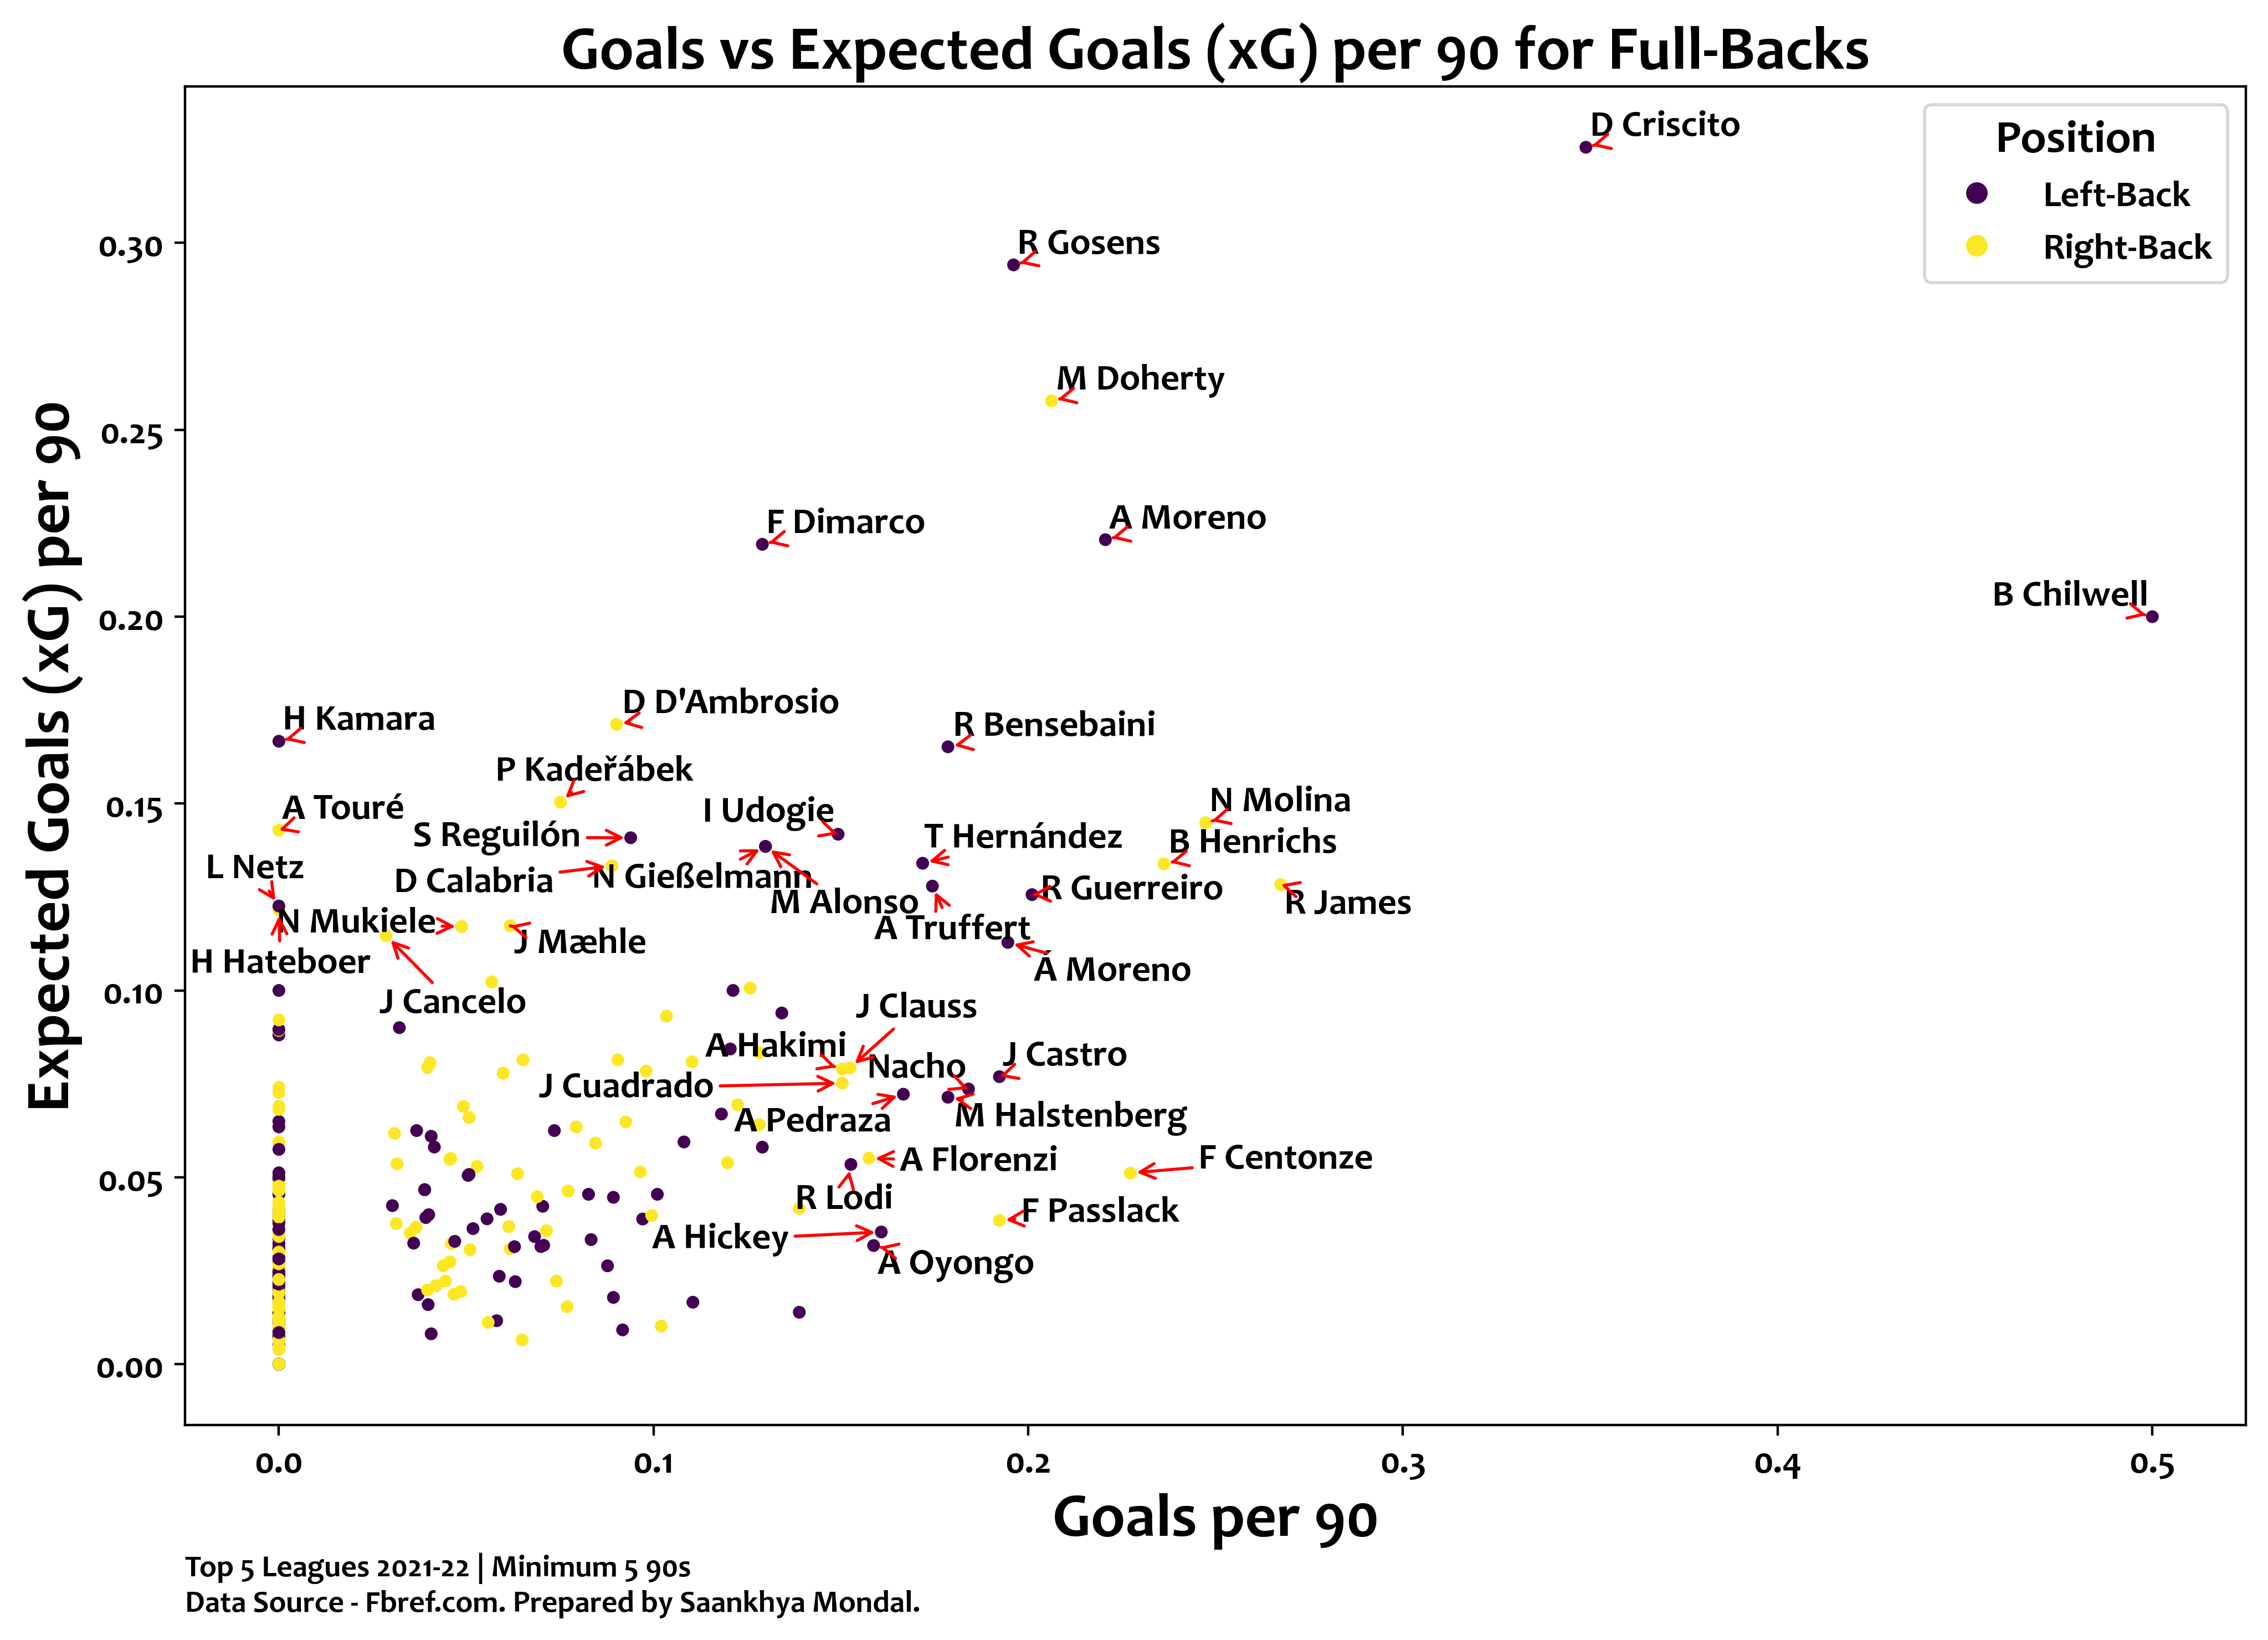 Goals vs Expected Goals (xG) per 90 for Full-Backs
Expected Goals (xG) per 90
0.30
0.25
0.20
0.15
0.10
0.05
0.00
Position
Left-Back
Right-Back
D Criscito
R Gosens
M Doherty
F Dimarco
A Moreno
B Chilwell
D D'Ambrosio
H Kamara
R Bensebaini
P Kadeřábek
A Touré
I Udogie
N Molina
S Reguilón
T Hernández
B Henrichs
L Netz
D Calabria
N Gießelmann
M Alonso
R Guerreiro
R James
N Mukiele
J Mæhle
A Truffert
H Hateboer
Á Moreno
J Cancelo
J Clauss
A Hakimi
Nacho
J Castro
J Cuadrado
A Pedraza
M Halstenberg
A Florenzi
F Centonze
R Lodi
F Passlack
A Hickey
A Oyongo
0.0
0.1
0.2
0.3
0.4
0.5
Goals per 90
Top 5 Leagues 2021-22 | Minimum 5 90s
Data Source - Fbref.com. Prepared by Saankhya Mondal.